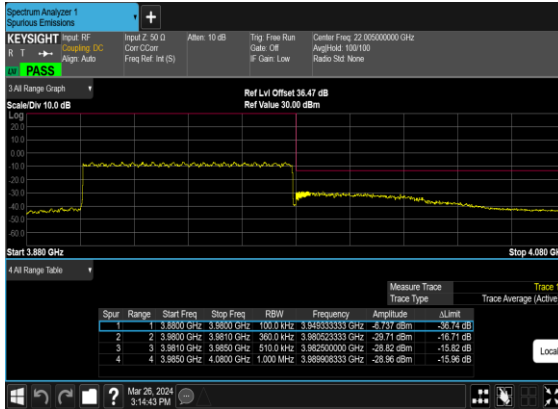 Spectrum Analyzer 1
Spurious Emissions
+
KEYSIGHT Input: RF Input Z: 50 Ω Atten: 10 dB Trig: Free Run Center Freq: 22.005000000 GHz
R T Coupling: DC Corr CCorr Gate: Off Avg|Hold: 100/100
Align: Auto Freq Ref: Int (S) IF Gain: Low Radio Std: None
LXI PASS
3 All Range Graph Ref Lvl Offset 36.47 dB
Scale/Div 10.0 dB Ref Value 30.00 dBm
Log
20.0
10.0
0.00
-10.0
-20.0
-30.0
-40.0
-50.0
-60.0
Start 3.880 GHz Stop 4.080 GH
4 All Range Table
Measure Trace Trace 1
Trace Type Trace Average (Active
Spur Range Start Freq Stop Freq RBW Frequency Amplitude ΔLimit
1 1 3.8800 GHz 3.9800 GHz 100.0 kHz 3.949333333 GHz -6.737 dBm -36.74 dB
2 2 3.9800 GHz 3.9810 GHz 360.0 kHz 3.980523333 GHz -29.71 dBm -16.71 dB
3 3 3.9810 GHz 3.9850 GHz 510.0 kHz 3.982500000 GHz -28.82 dBm -15.82 dB
4 4 3.9850 GHz 4.0800 GHz 1.000 MHz 3.989908333 GHz -28.96 dBm -15.96 dB
Local
? Mar 26, 2024
3:14:43 PM